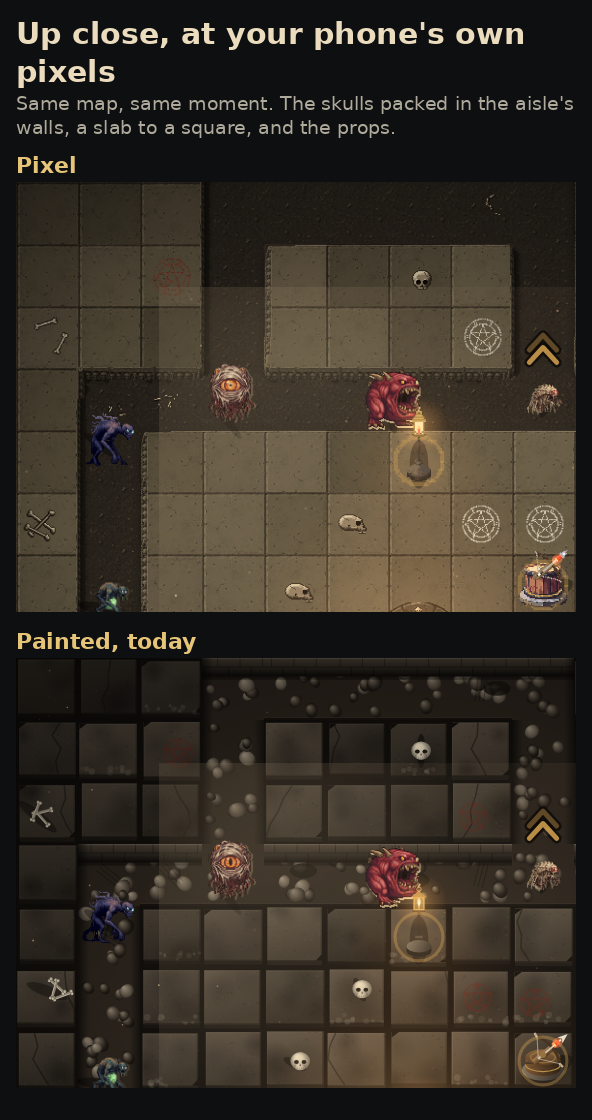 Up close, at your phone's own
pixels
Same map, same moment. The skulls packed in the aisle's
walls, a slab to a square, and the props.
Pixel
Painted, today